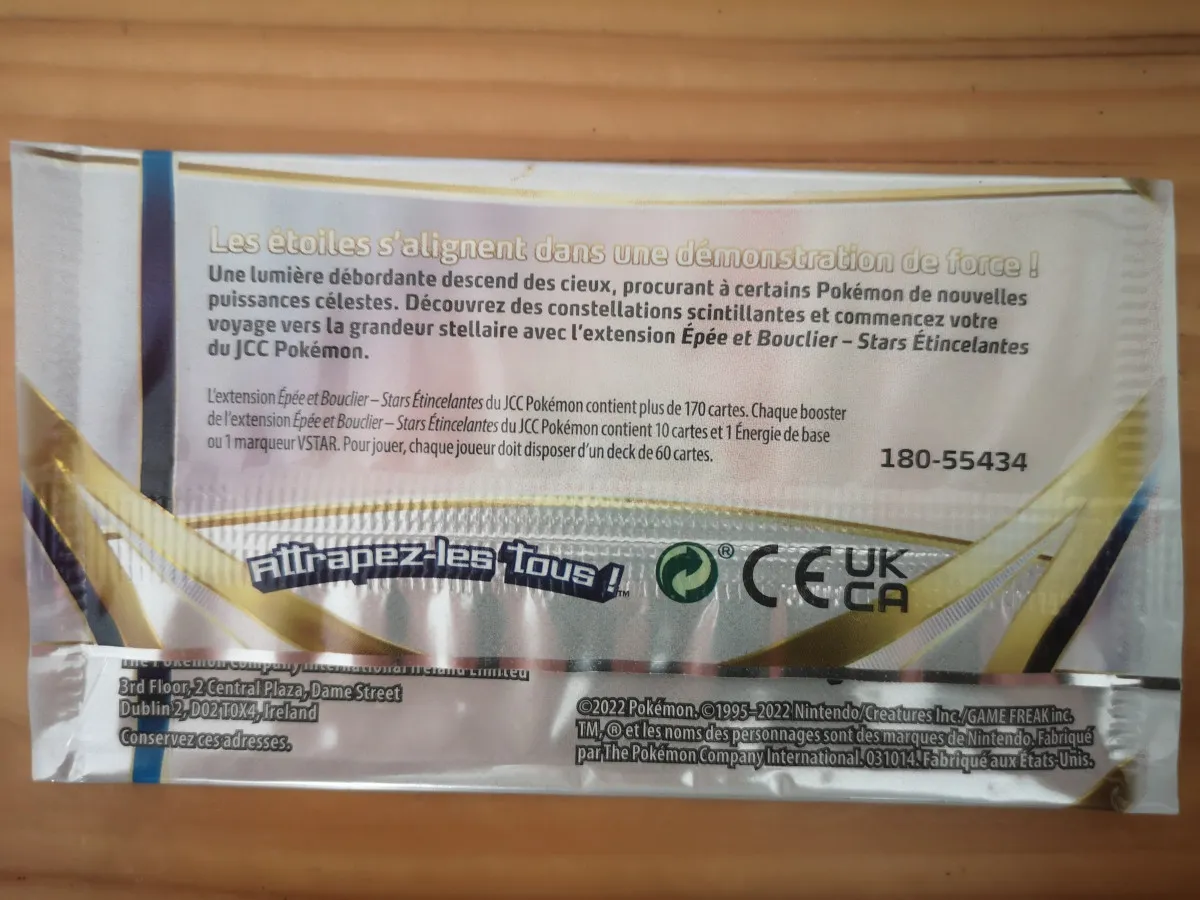 Les étoiles s'alignent dans une démonstration de force !
Une lumière débordante descend des cieux, procurant à certains Pokémon de nouvelles
puissances célestes. Découvrez des constellations scintillantes et commencez votre
voyage vers la grandeur stellaire avec l'extension Épée et Bouclier – Stars Étincelantes
du JCC Pokémon.
L'extension Épée et Bouclier – Stars Étincelantes du JCC Pokémon contient plus de 170 cartes. Chaque booster
de l'extension Épée et Bouclier – Stars Étincelantes du JCC Pokémon contient 10 cartes et 1 Énergie de base
ou 1 marqueur VSTAR. Pour jouer, chaque joueur doit disposer d'un deck de 60 cartes.
180-55434
Attrapez-les Tous !™
® CE UK
CA
The Pokémon Company International Ireland Limited
3rd Floor, 2 Central Plaza, Dame Street
Dublin 2, D02 T0X4, Ireland
Conservez ces adresses.
©2022 Pokémon. ©1995–2022 Nintendo/Creatures Inc./GAME FREAK inc.
TM, ® et les noms des personnages sont des marques de Nintendo. Fabriqué
par The Pokémon Company International. 031014. Fabriqué aux États-Unis.